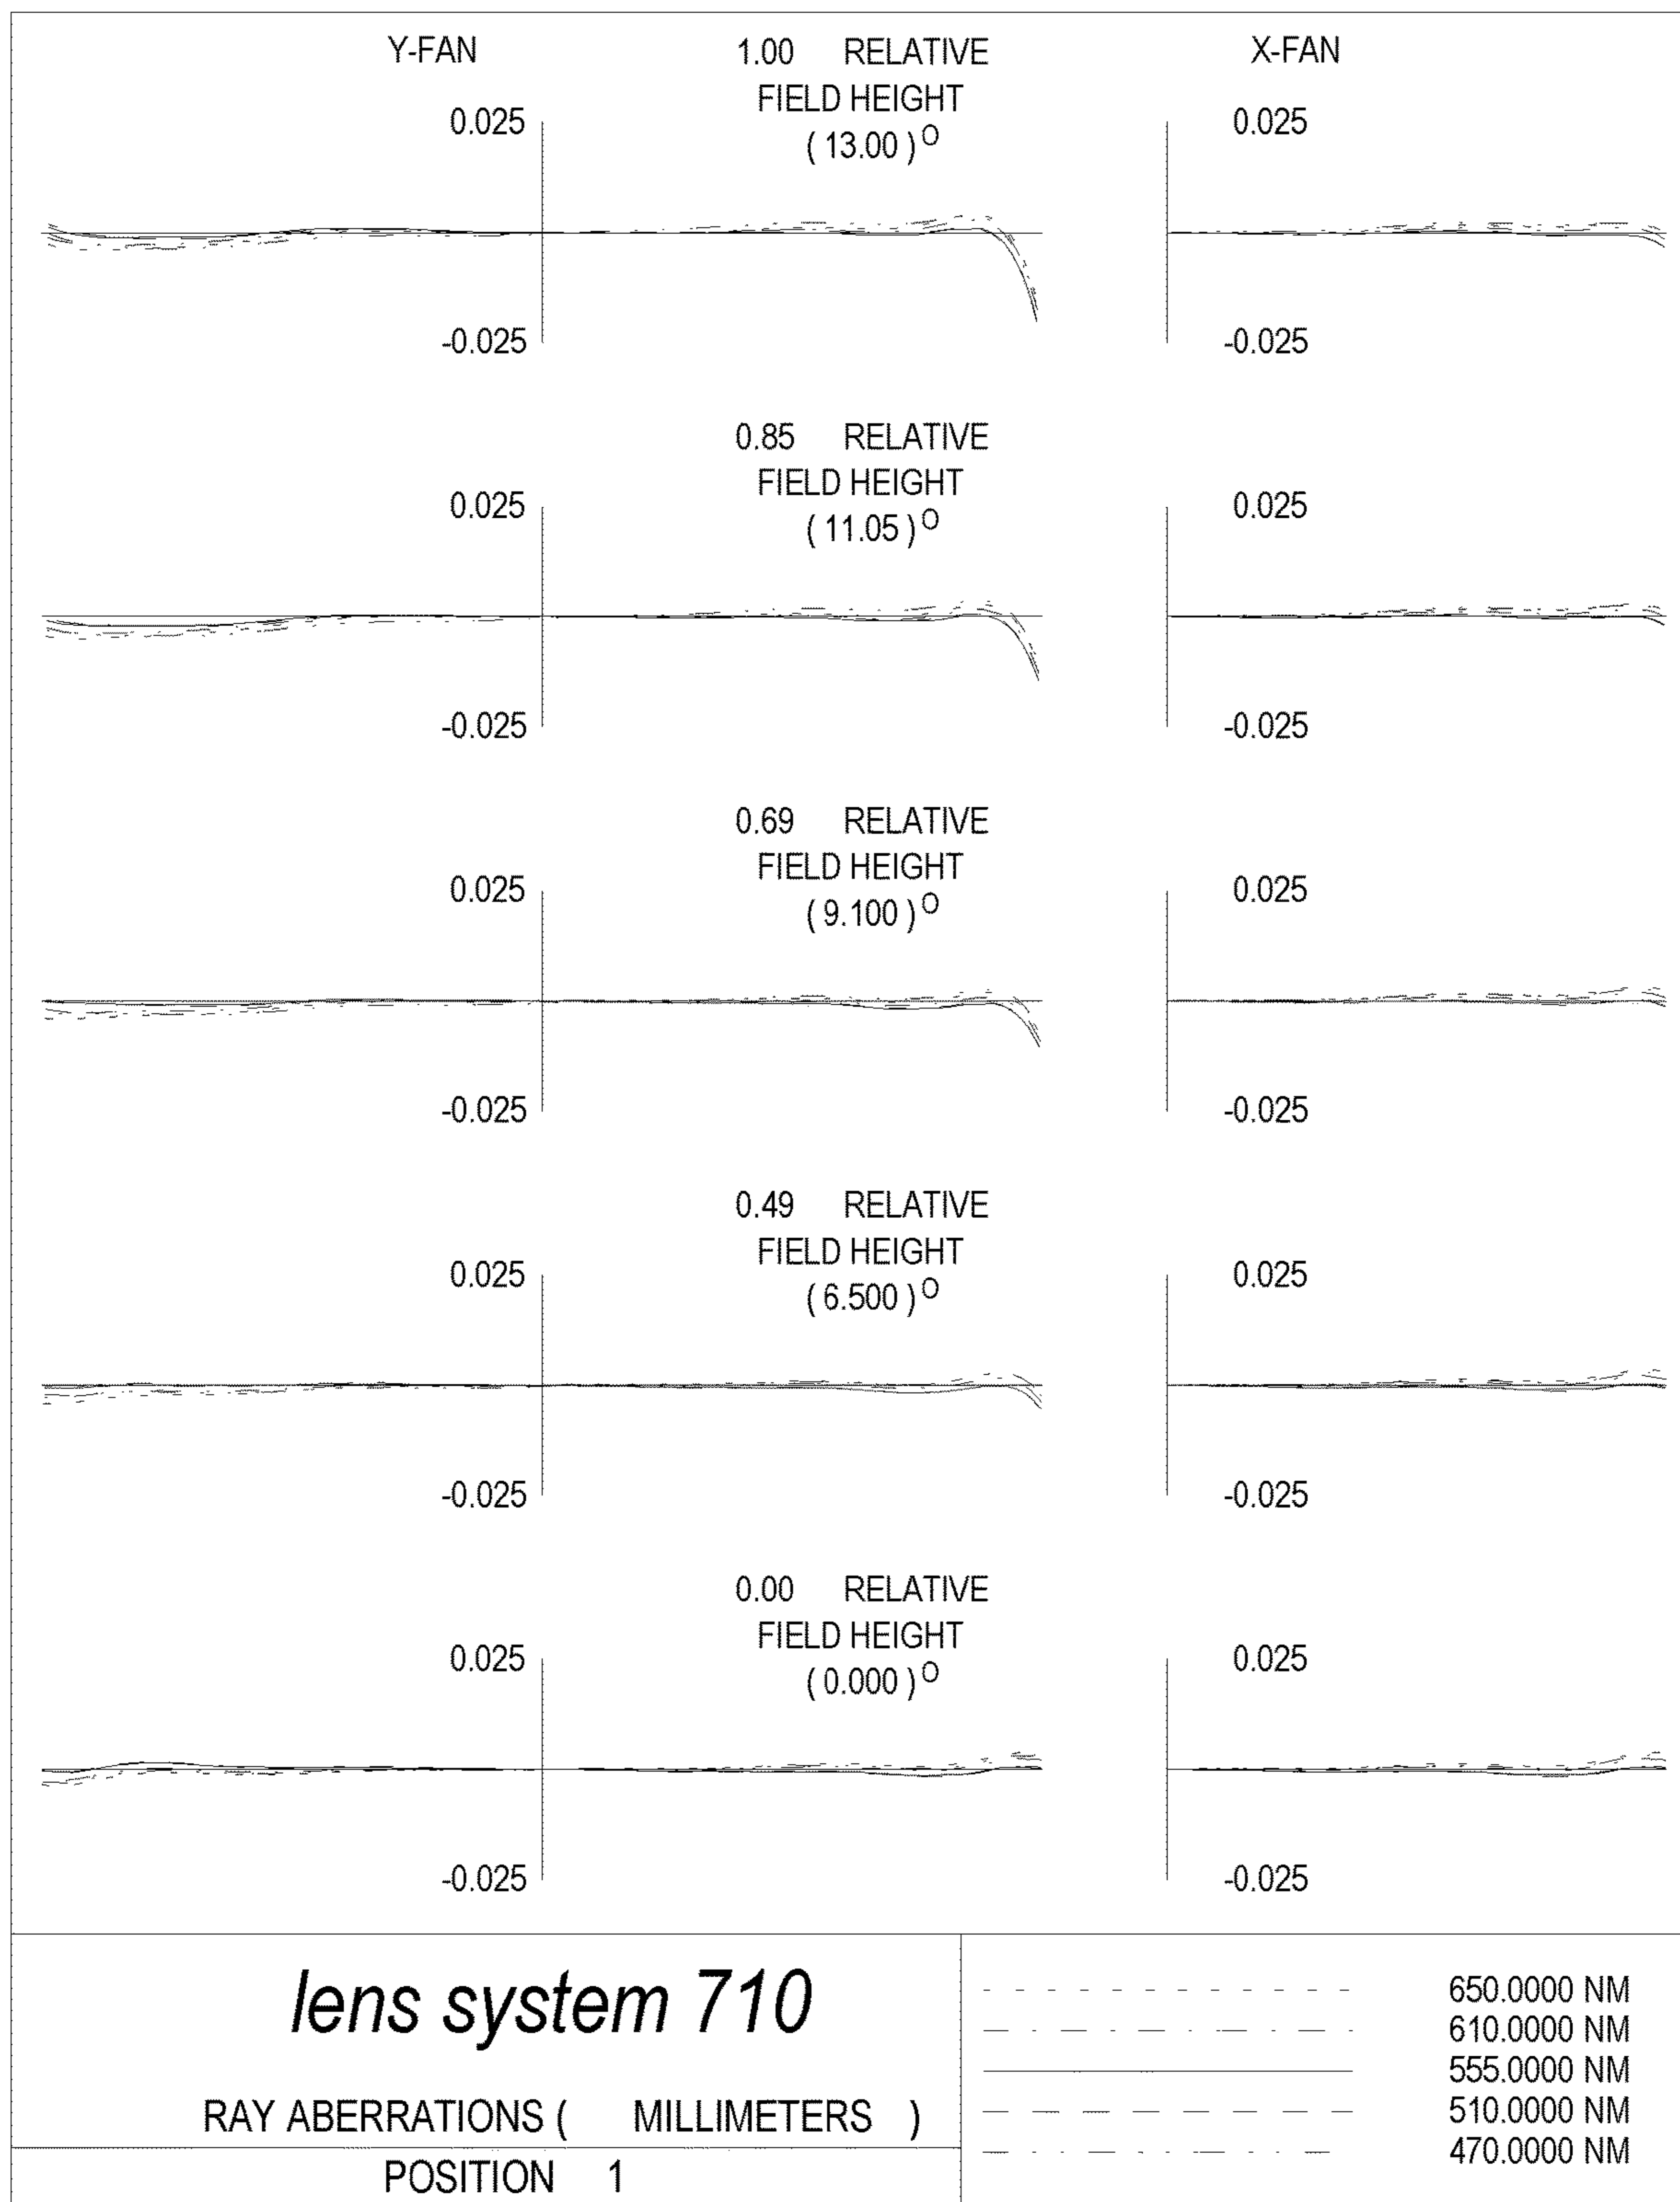 Y-FAN
1.00 RELATIVE
FIELD HEIGHT
( 13.00 ) O
X-FAN
0.025
-0.025
0.025
-0.025
0.85 RELATIVE
FIELD HEIGHT
( 11.05 ) O
0.025
-0.025
0.025
-0.025
0.69 RELATIVE
FIELD HEIGHT
( 9.100 ) O
0.025
-0.025
0.025
-0.025
0.49 RELATIVE
FIELD HEIGHT
( 6.500 ) O
0.025
-0.025
0.025
-0.025
0.00 RELATIVE
FIELD HEIGHT
( 0.000 ) O
0.025
-0.025
0.025
-0.025
lens system 710
RAY ABERRATIONS ( MILLIMETERS )
POSITION 1
650.0000 NM
610.0000 NM
555.0000 NM
510.0000 NM
470.0000 NM